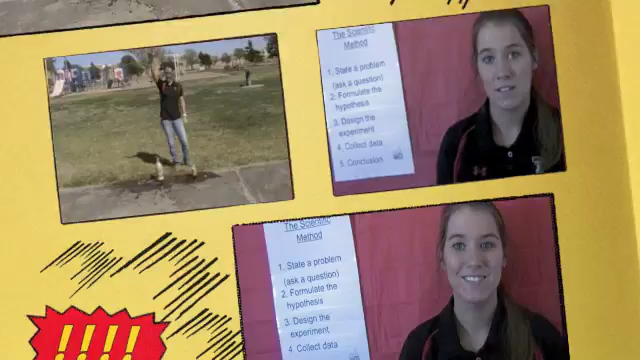 The Scientific
Method
1. State a problem
(ask a question)
2. Formulate the
hypothesis
3. Design the
experiment
4. Collect data
5. Conclusion
The Scientific
Method
1. State a problem
(ask a question)
2. Formulate the
hypothesis
3. Design the
experiment
4. Collect data
!!!!